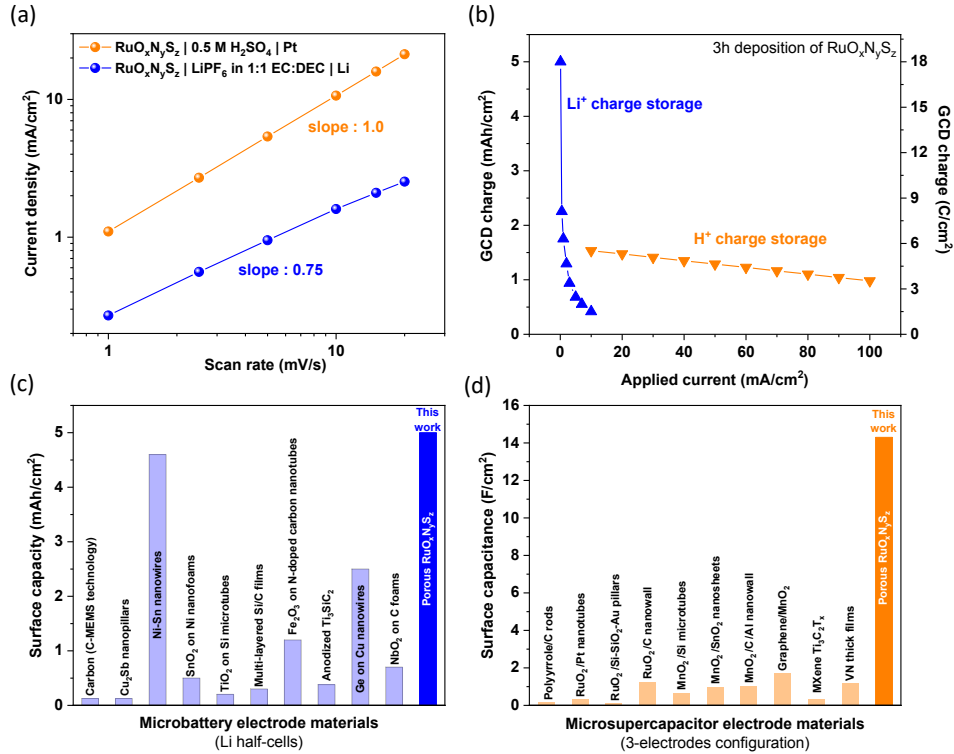 (a)
RuOxNySz | 0.5 M H2SO4 | Pt
RuOxNySz | LiPF6 in 1:1 EC:DEC | Li
slope : 1.0
slope : 0.75
10
1
Current density (mA/cm²)
1
10
Scan rate (mV/s)
(b)
3h deposition of RuOxNySz
Li⁺ charge storage
H⁺ charge storage
5
4
3
2
1
0
GCD charge (mAh/cm²)
18
15
12
9
6
3
0
GCD charge (C/cm²)
0
20
40
60
80
100
Applied current (mA/cm²)
(c)
5
4
3
2
1
0
Surface capacity (mAh/cm²)
Carbon (C-MEMS technology)
Cu2Sb nanopillars
Ni-Sn nanowires
SnO2 on Ni nanofoams
TiO2 on Si microtubes
Multi-layered Si/C films
Fe2O3 on N-doped carbon nanotubes
Anodized Ti3SiC2
Ge on Cu nanowires
NbO2 on C foams
This
work
Porous RuOxNySz
Microbattery electrode materials
(Li half-cells)
(d)
16
14
12
10
8
6
4
2
0
Surface capacitance (F/cm²)
Polypyrrole/C rods
RuO2/Pt nanotubes
RuO2/Si-SiO2-Au pillars
RuO2/C nanowall
MnO2/Si microtubes
MnO2/SnO2 nanosheets
MnO2/C/Al nanowall
Graphene/MnO2
MXene Ti3C2Tx
VN thick films
This
work
Porous RuOxNySz
Microsupercapacitor electrode materials
(3-electrodes configuration)